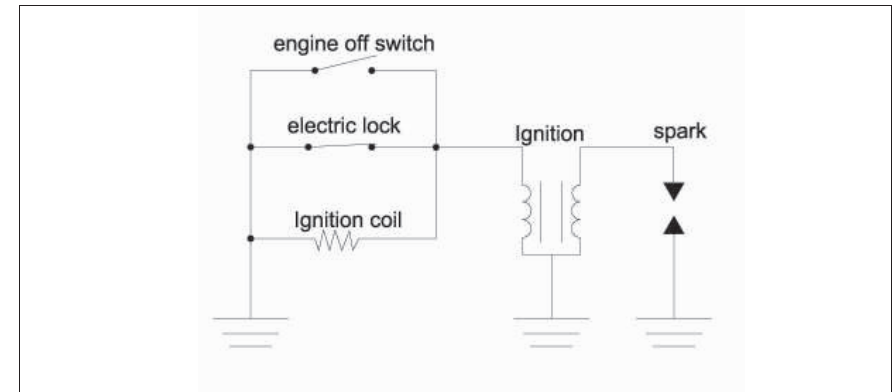 engine off switch
electric lock
Ignition
spark
Ignition coil